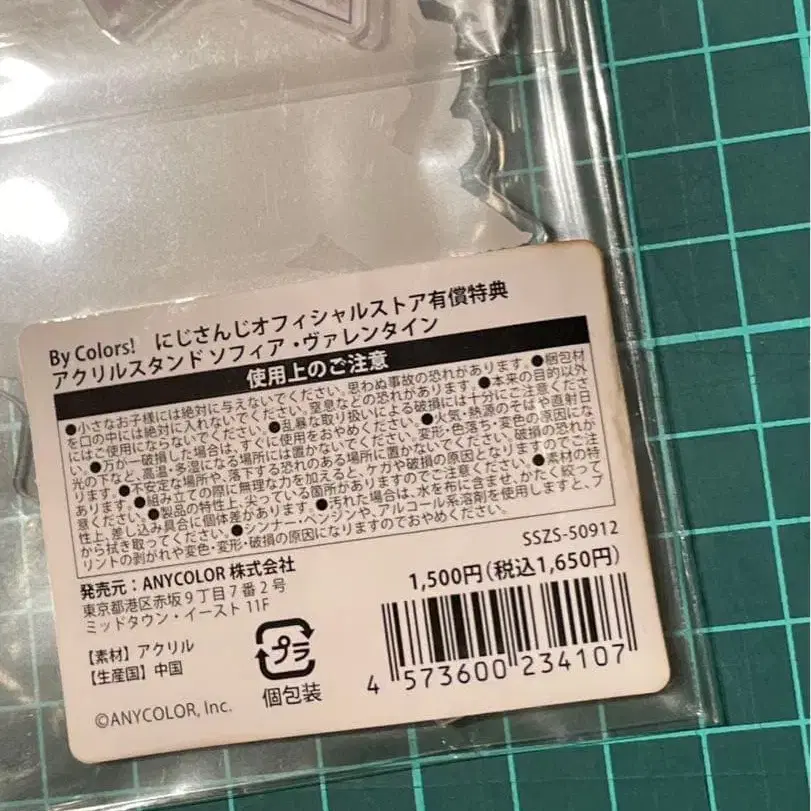 By Colors! にじさんじオフィシャルストア有償特典
アクリルスタンド ソフィア・ヴァレンタイン
使用上のご注意
●小さなお子様には絶対に与えないでください。思わぬ事故の恐れがあります。●梱包材
を口の中には絶対に入れないでください。窒息などの恐れがあります。●本来の目的以外
にはご使用にならないでください。●乱暴な取り扱いによる破損には十分にご注意くださ
い。●万が一破損した場合は、すぐに使用をおやめください。●火気・熱源のそばや直射日
光の下など、高温・多湿になる場所には置かないでください。変形・色落ち・変色の原因にな
ります。●不安定な場所や、落下する恐れのある場所に置かないでください。破損の恐れが
あります。●組み立ての際に無理な力を加えると、ケガや破損の原因となりますのでご注
意ください。●製品の特性上、尖っている箇所がありますのでご注意ください。●素材の特
性上、差し込み具合に個体差があります。●汚れた場合は、水を布に含ませ、かたく絞って
から拭き取ってください。●シンナー・ベンジンや、アルコール系溶剤を使用しますと、プ
リントの剥がれや変色・変形・破損の原因になりますのでおやめください。
SSZS-50912
発売元：ANYCOLOR 株式会社
東京都港区赤坂9丁目7番2号
ミッドタウン・イースト 11F
1,500円(税込1,650円)
【素材】アクリル
【生産国】中国
プラ
個包装
4 573600 234107
©ANYCOLOR, Inc.